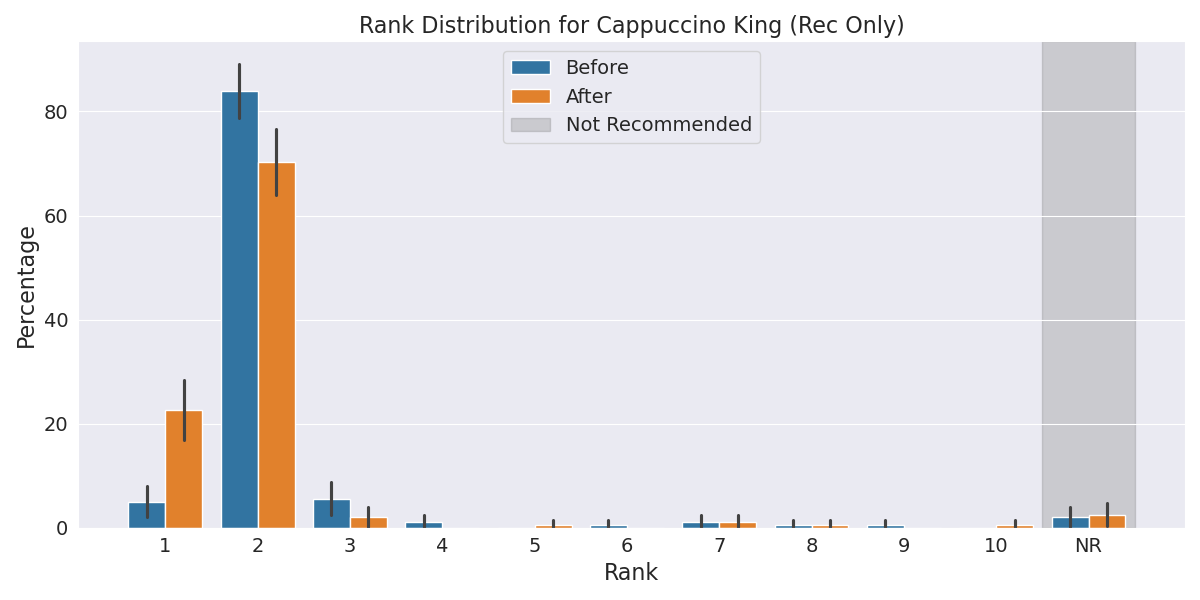 Rank Distribution for Cappuccino King (Rec Only)
Before
After
Not Recommended
Percentage
80
60
40
20
0
1 2 3 4 5 6 7 8 9 10 NR
Rank